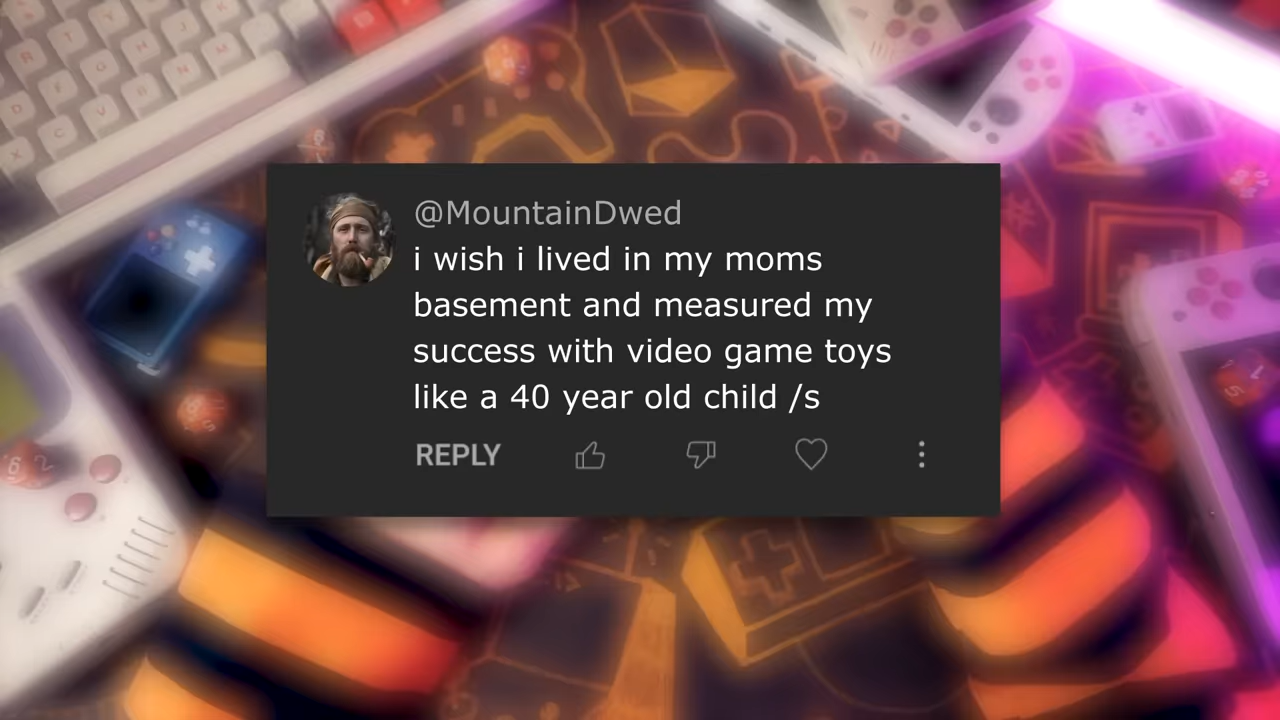 @MountainDwed
i wish i lived in my moms
basement and measured my
success with video game toys
like a 40 year old child /s
REPLY